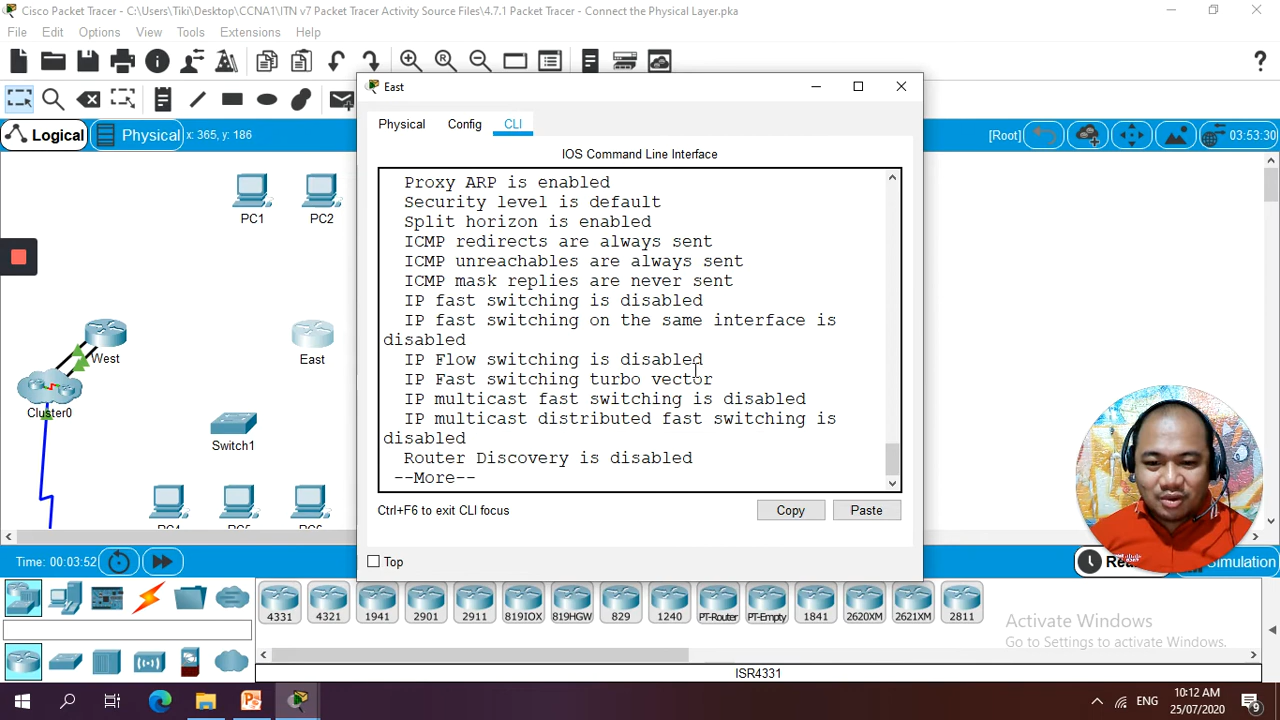 Cisco Packet Tracer - C:\Users\Tiki\Desktop\CCNA1\ITN v7 Packet Tracer Activity Source Files\4.7.1 Packet Tracer - Connect the Physical Layer.pka
File Edit Options View Tools Extensions Help
East
Physical Config CLI
Logical Physical x: 365, y: 186 [Root] 03:53:30
IOS Command Line Interface
Proxy ARP is enabled
Security level is default
Split horizon is enabled
ICMP redirects are always sent
ICMP unreachables are always sent
ICMP mask replies are never sent
IP fast switching is disabled
IP fast switching on the same interface is
disabled
IP Flow switching is disabled
IP Fast switching turbo vector
IP multicast fast switching is disabled
IP multicast distributed fast switching is
disabled
Router Discovery is disabled
--More--
Ctrl+F6 to exit CLI focus
Copy Paste
Top
PC1 PC2
West
East
Cluster0
Switch1
PC4 PC5 PC6
Time: 00:03:52 Simulation
4331 4321 1941 2901 2911 819IOX 819HGW 829 1240 PT-Router PT-Empty 1841 2620XM 2621XM 2811
Activate Windows
Go to Settings to activate Windows.
ISR4331
ENG
10:12 AM
25/07/2020
9